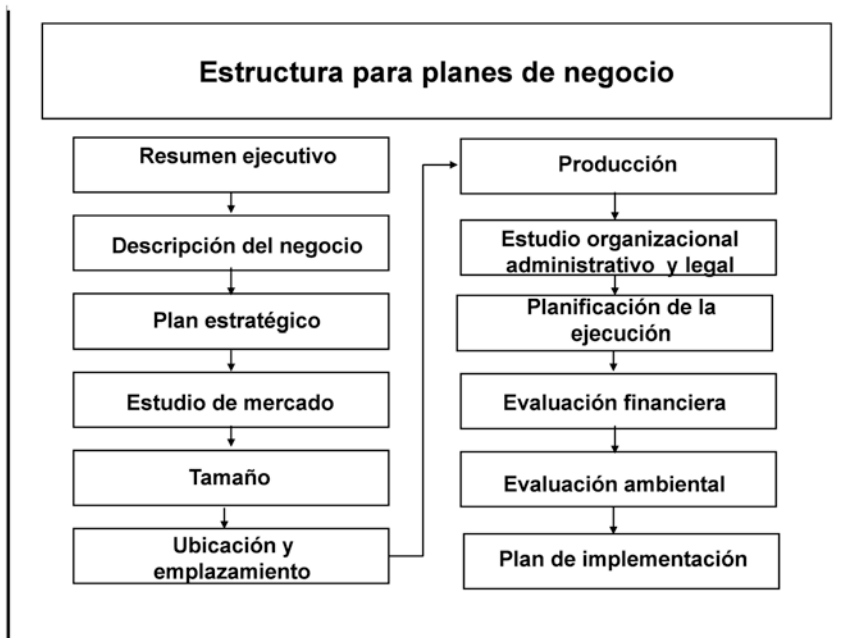 Estructura para planes de negocio
Resumen ejecutivo
Descripción del negocio
Plan estratégico
Estudio de mercado
Tamaño
Ubicación y
emplazamiento
Producción
Estudio organizacional
administrativo y legal
Planificación de la
ejecución
Evaluación financiera
Evaluación ambiental
Plan de implementación